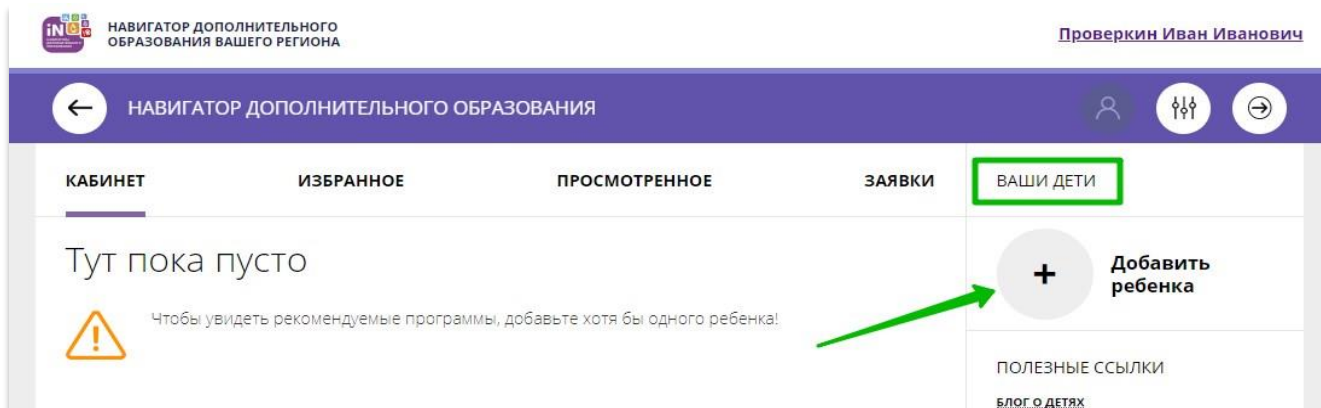 iN
НАВИГАТОР ДОПОЛНИТЕЛЬНОГО
ОБРАЗОВАНИЯ ВАШЕГО РЕГИОНА
Проверкин Иван Иванович
НАВИГАТОР ДОПОЛНИТЕЛЬНОГО ОБРАЗОВАНИЯ
КАБИНЕТ
ИЗБРАННОЕ
ПРОСМОТРЕННОЕ
ЗАЯВКИ
ВАШИ ДЕТИ
Тут пока пусто
Чтобы увидеть рекомендуемые программы, добавьте хотя бы одного ребенка!
+
Добавить
ребенка
ПОЛЕЗНЫЕ ССЫЛКИ
БЛОГ О ДЕТЯХ